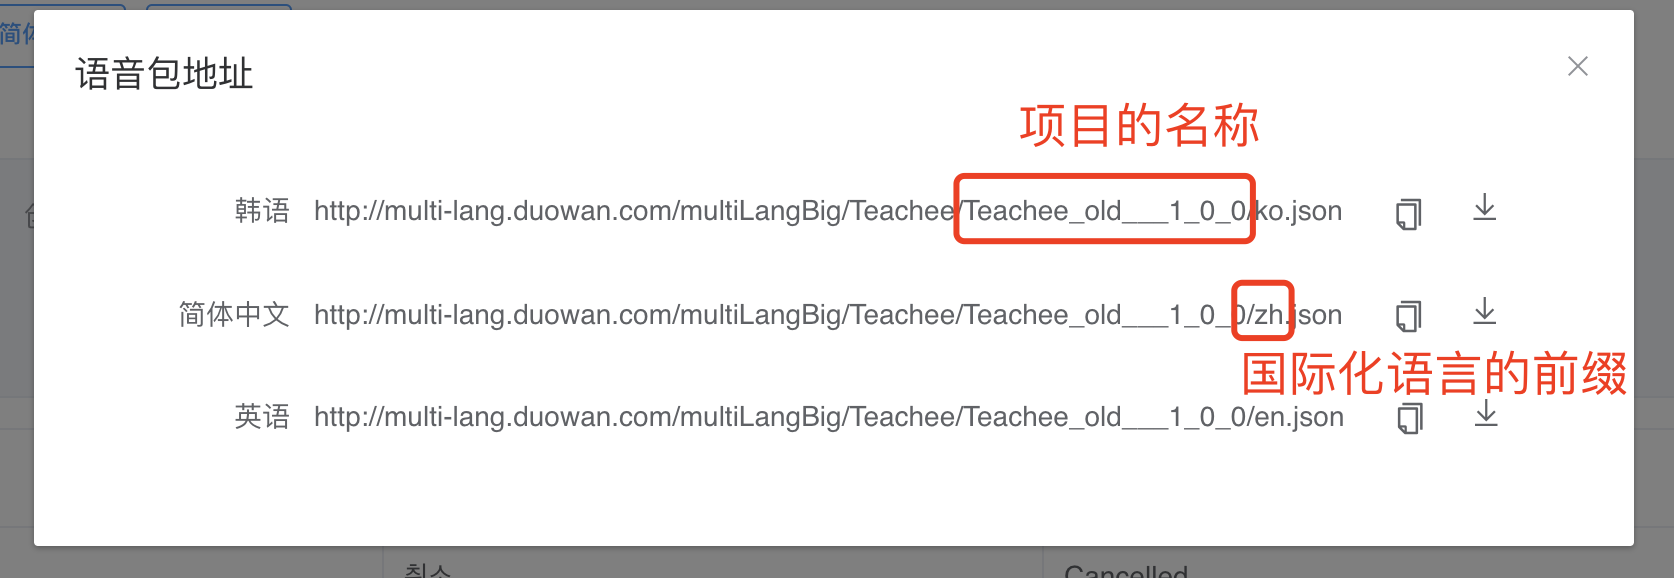 简体
语音包地址
项目的名称
韩语 http://multi-lang.duowan.com/multiLangBig/Teachee/Teachee_old___1_0_0/ko.json
简体中文 http://multi-lang.duowan.com/multiLangBig/Teachee/Teachee_old___1_0_0/zh.json
国际化语言的前缀
英语 http://multi-lang.duowan.com/multiLangBig/Teachee/Teachee_old___1_0_0/en.json
취소 Cancelled